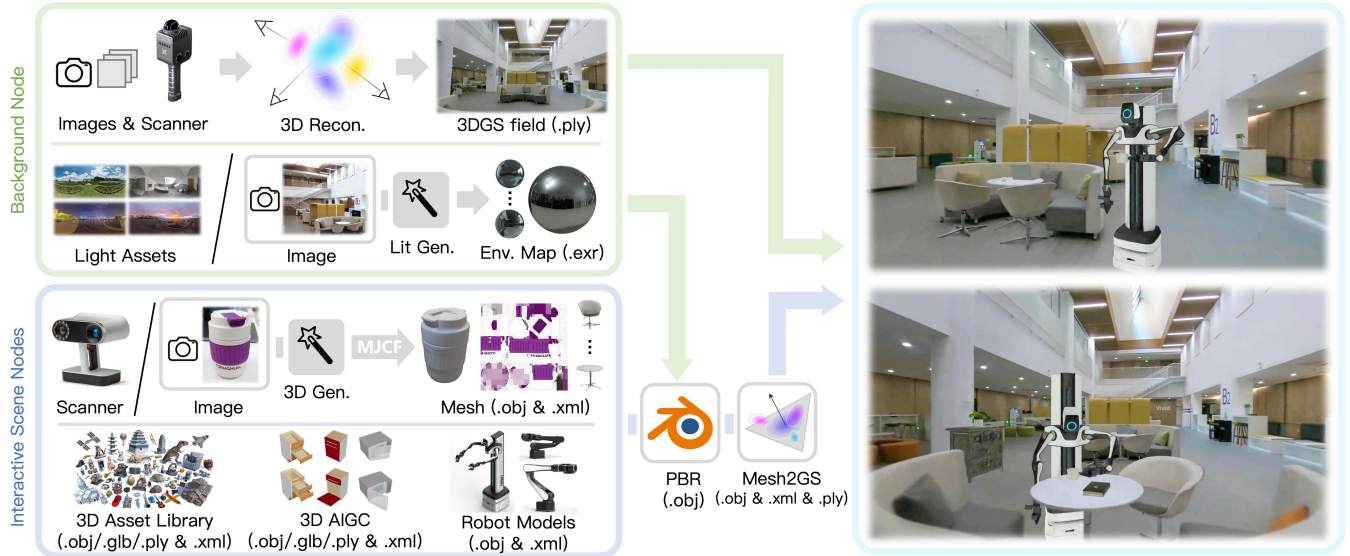 Background Node
Images & Scanner
3D Recon.
3DGS field (.ply)
Light Assets
Image
Lit Gen.
Env. Map (.exr)
Interactive Scene Nodes
Scanner
Image
3D Gen.
MJCF
Mesh (.obj & .xml)
3D Asset Library
(.obj/.glb/.ply & .xml)
3D AIGC
(.obj/.glb/.ply & .xml)
Robot Models
(.obj & .xml)
PBR
(.obj)
Mesh2GS
(.obj & .xml & .ply)
B2
B2